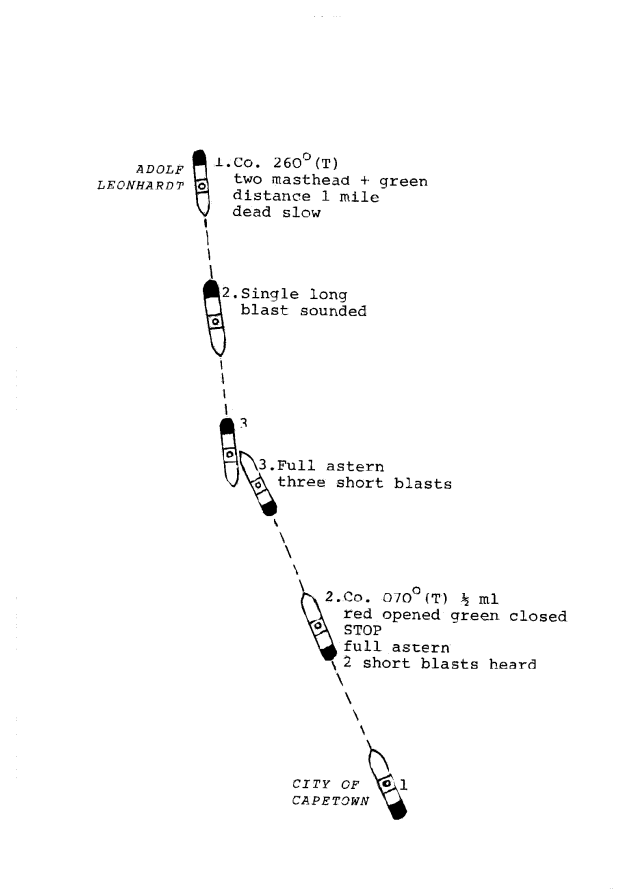 ADOLF
LEONHARDT
1.Co. 260°(T)
two masthead + green
distance 1 mile
dead slow
2.Single long
blast sounded
3
3.Full astern
three short blasts
2.Co. 070°(T) ½ ml
red opened green closed
STOP
full astern
2 short blasts heard
CITY OF
CAPETOWN
1